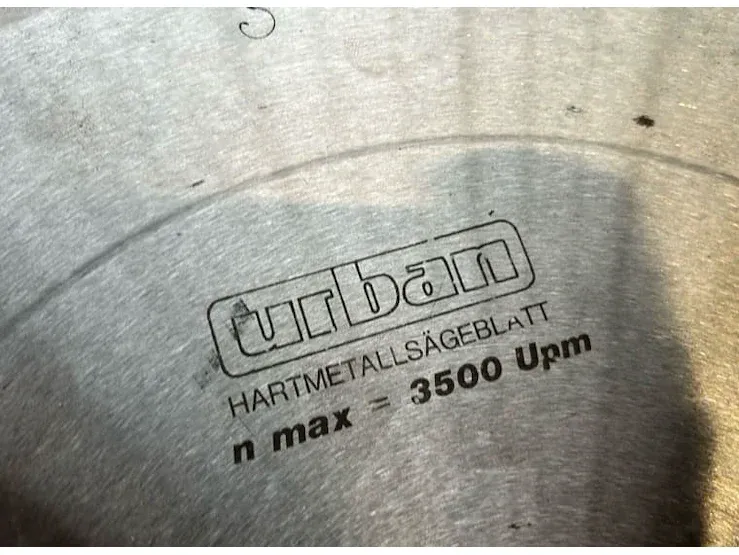 urban
HARTMETALLSÄGEBLATT
n max = 3500 Upm